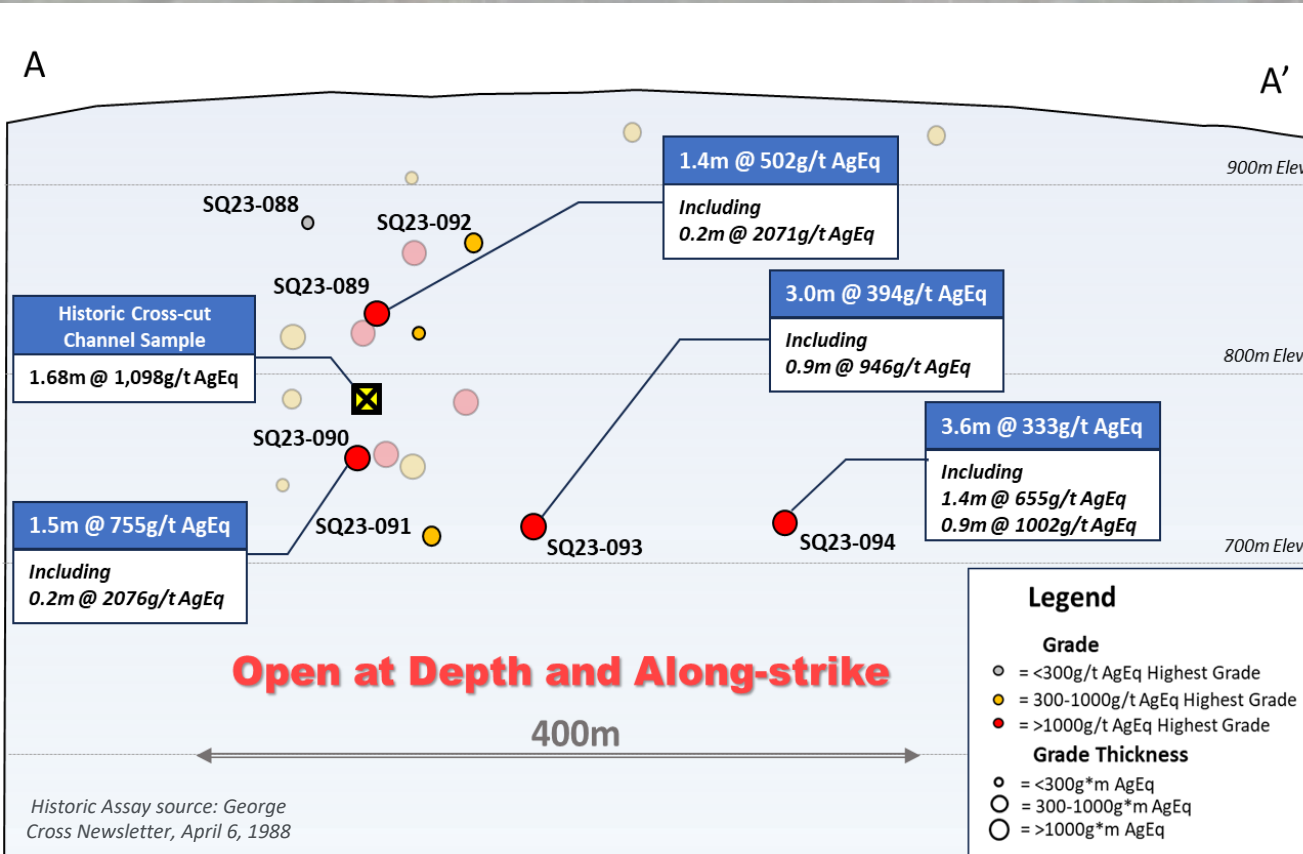 A
A’
900m Elev
SQ23-088
SQ23-092
1.4m @ 502g/t AgEq
Including
0.2m @ 2071g/t AgEq
SQ23-089
Historic Cross-cut
Channel Sample
1.68m @ 1,098g/t AgEq
3.0m @ 394g/t AgEq
Including
0.9m @ 946g/t AgEq
800m Elev
SQ23-090
3.6m @ 333g/t AgEq
Including
1.4m @ 655g/t AgEq
0.9m @ 1002g/t AgEq
1.5m @ 755g/t AgEq
Including
0.2m @ 2076g/t AgEq
SQ23-091
SQ23-093
SQ23-094
700m Elev
Open at Depth and Along-strike
400m
Historic Assay source: George
Cross Newsletter, April 6, 1988
Legend
Grade
= <300g/t AgEq Highest Grade
= 300-1000g/t AgEq Highest Grade
= >1000g/t AgEq Highest Grade
Grade Thickness
= <300g*m AgEq
= 300-1000g*m AgEq
= >1000g*m AgEq